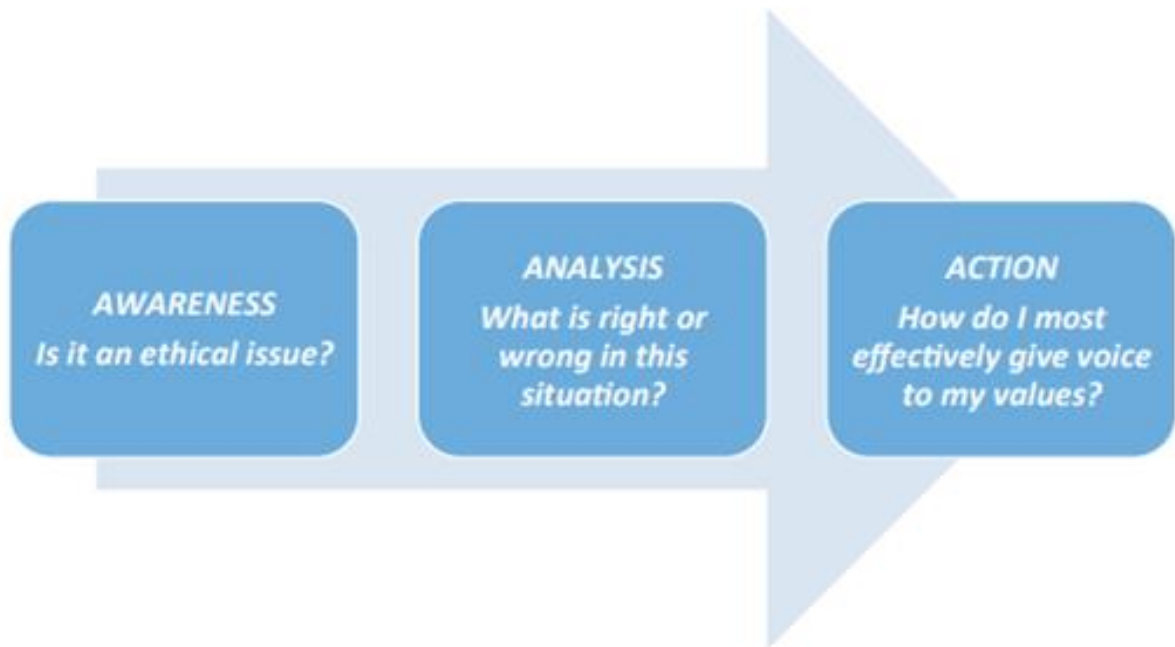 AWARENESS
Is it an ethical issue?
ANALYSIS
What is right or
wrong in this
situation?
ACTION
How do I most
effectively give voice
to my values?